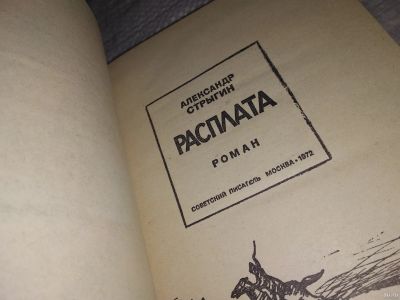 АЛЕКСАНДР
СТРЫГИН
РАСПЛАТА
РОМАН
СОВЕТСКИЙ ПИСАТЕЛЬ МОСКВА·1972